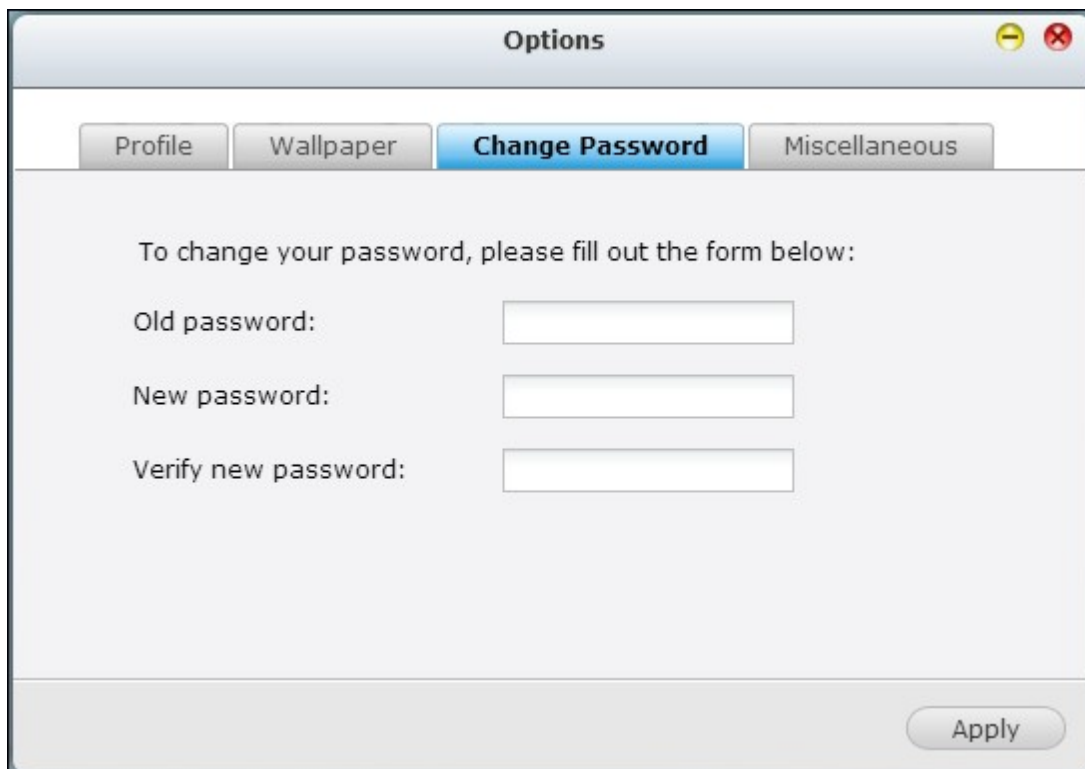 Options
Profile Wallpaper Change Password Miscellaneous
To change your password, please fill out the form below:
Old password:
New password:
Verify new password:
Apply